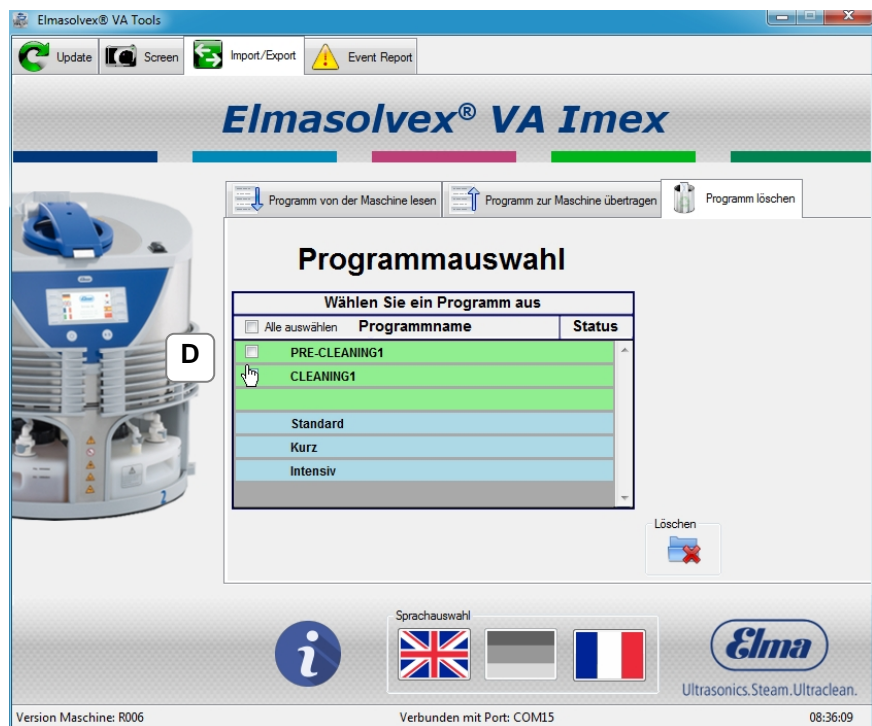 Elmasolvex® VA Tools
Update Screen Import/Export Event Report
Elmasolvex® VA Imex
Programm von der Maschine lesen Programm zur Maschine übertragen Programm löschen
Programmauswahl
Wählen Sie ein Programm aus
Alle auswählen Programmname Status
D
PRE-CLEANING1
CLEANING1
Standard
Kurz
Intensiv
2
Löschen
Sprachauswahl
i
Elma
Ultrasonics.Steam.Ultraclean.
Version Maschine: R006 Verbunden mit Port: COM15 08:36:09